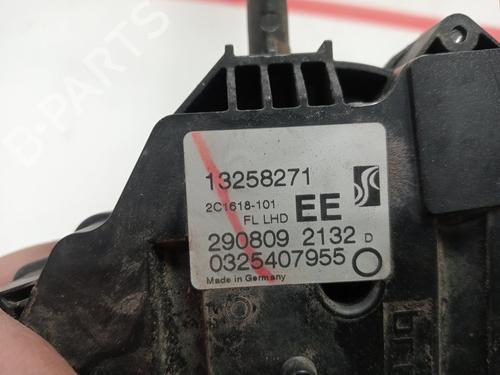 B-PARTS
13258271
2C1618-101
FL LHD EE
290809 2132 D
0325407955
Made in Germany